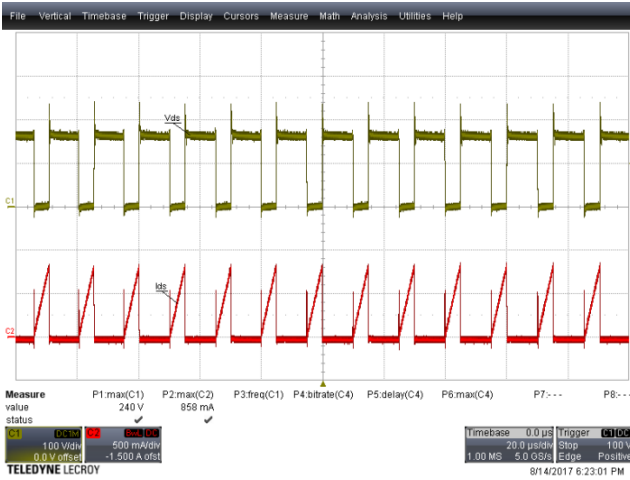 File Vertical Timebase Trigger Display Cursors Measure Math Analysis Utilities Help
Vds
C1
Ids
C2
Measure P1:max(C1) P2:max(C2) P3:freq(C1) P4:bitrate(C4) P5:delay(C4) P6:max(C4) P7:- - - P8:- -
value 240 V 858 mA
status
C1 DC1M C2 DC Timebase 0.0 µs Trigger C1 DC
100 V/div 500 mA/div 20.0 µs/div Stop 100 V
0.0 V offset -1.500 A ofst 1.00 MS 5.0 GS/s Edge Positive
TELEDYNE LECROY 8/14/2017 6:23:01 PM